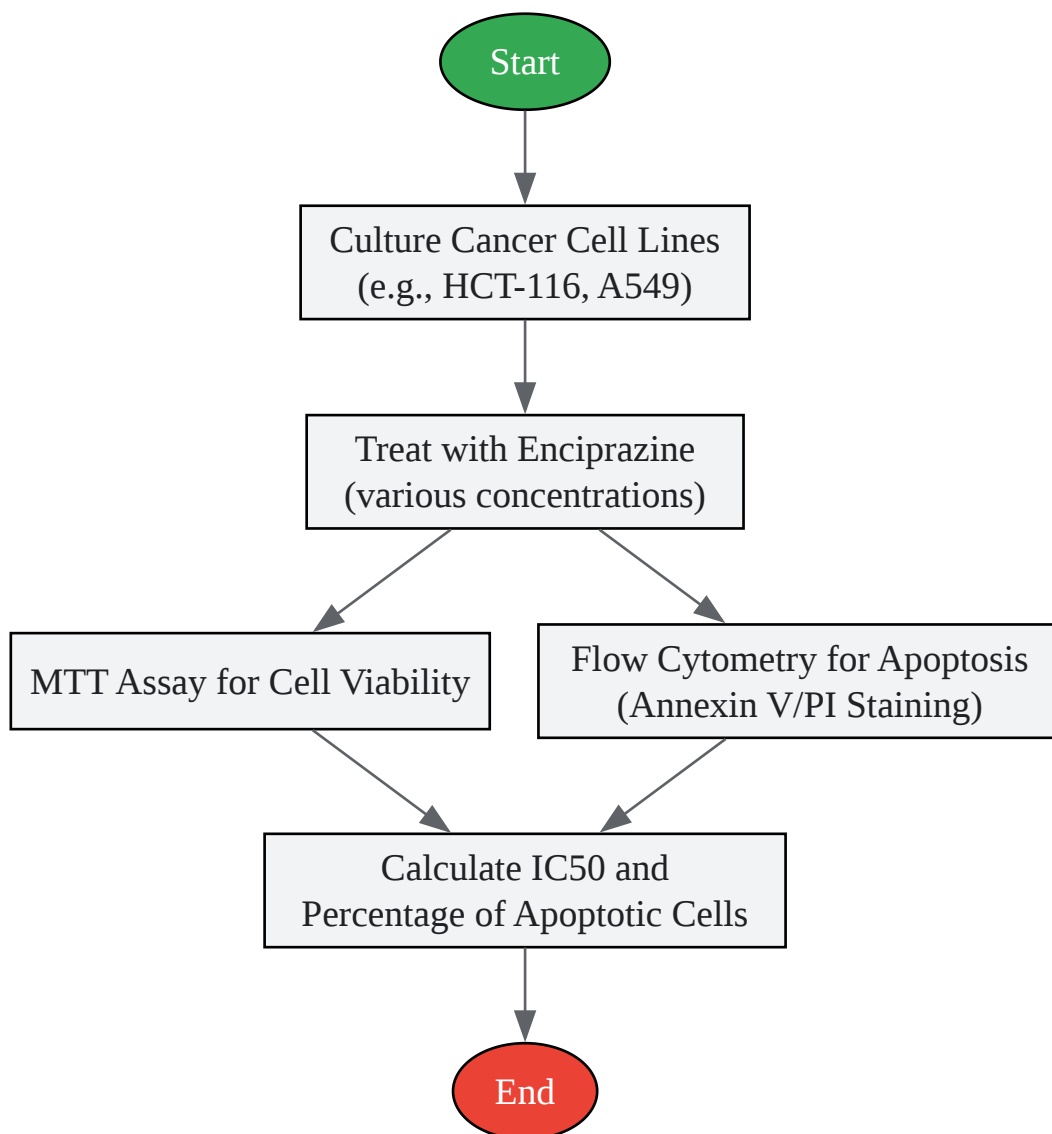 Start
Culture Cancer Cell Lines
(e.g., HCT-116, A549)
Treat with Enciprazine
(various concentrations)
MTT Assay for Cell Viability
Flow Cytometry for Apoptosis
(Annexin V/PI Staining)
Calculate IC50 and
Percentage of Apoptotic Cells
End